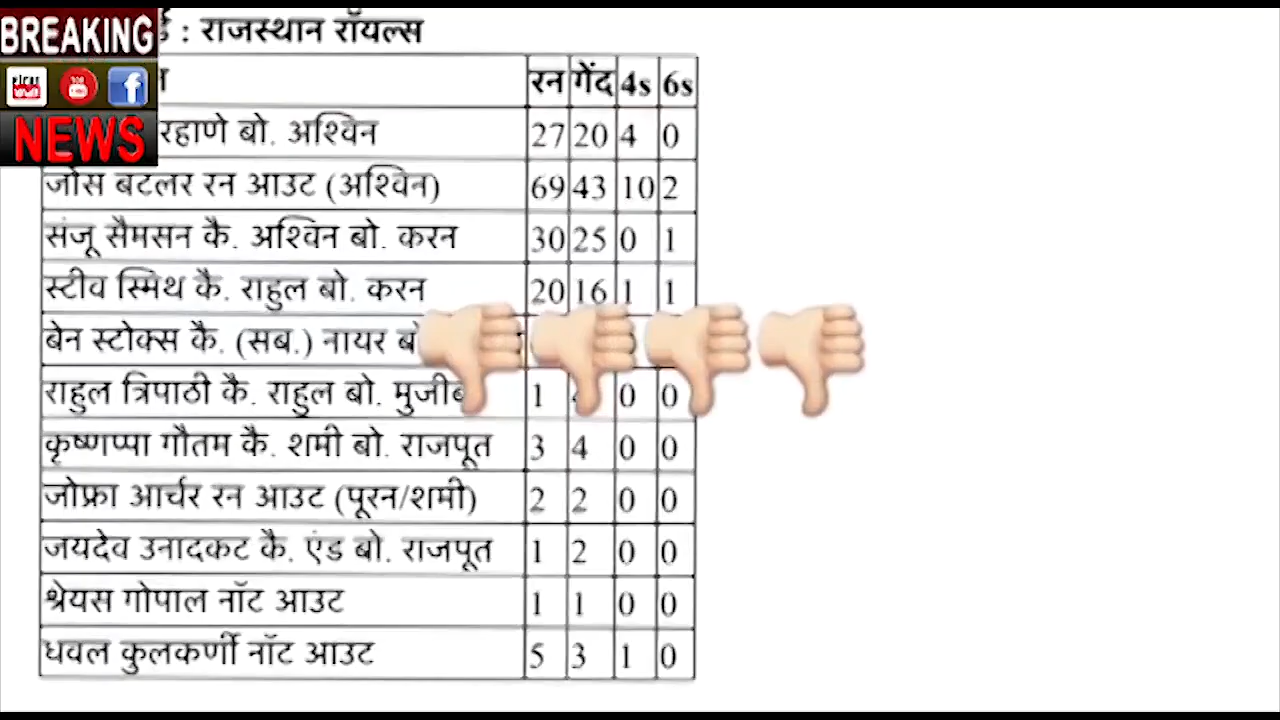 BREAKING
NEWS
: राजस्थान रॉयल्स
रन गेंद 4s 6s
रहाणे बो. अश्विन 27 20 4 0
जोस बटलर रन आउट (अश्विन) 69 43 10 2
संजू सैमसन कै. अश्विन बो. करन 30 25 0 1
स्टीव स्मिथ कै. राहुल बो. करन 20 16 1 1
बेन स्टोक्स कै. (सब.) नायर
राहुल त्रिपाठी कै. राहुल बो. मुजीब 1 0 0
कृष्णप्पा गौतम कै. शमी बो. राजपूत 3 4 0 0
जोफ्रा आर्चर रन आउट (पूरन/शमी) 2 2 0 0
जयदेव उनादकट कै. एंड बो. राजपूत 1 2 0 0
श्रेयस गोपाल नॉट आउट 1 1 0 0
धवल कुलकर्णी नॉट आउट 5 3 1 0